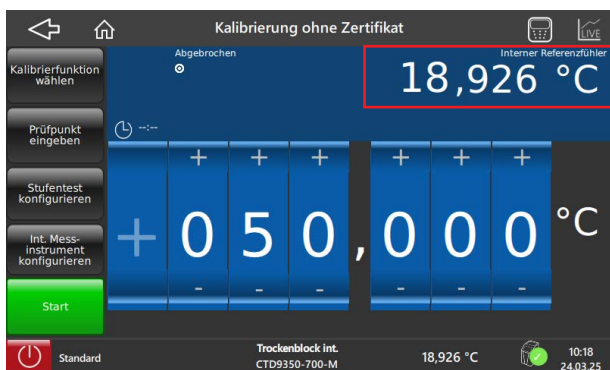 Kalibrierung ohne Zertifikat
LIVE
Kalibrierfunktion
wählen
Abgebrochen
Interner Referenzfühler
18,926 °C
Prüfpunkt
eingeben
--:--
+ + + + + +
Stufentest
konfigurieren
+ 0 5 0 , 0 0 0 °C
Int. Mess-
instrument
konfigurieren
- - - - - -
Start
Standard
Trockenblock int.
CTD9350-700-M
18,926 °C
10:18
24.03.25